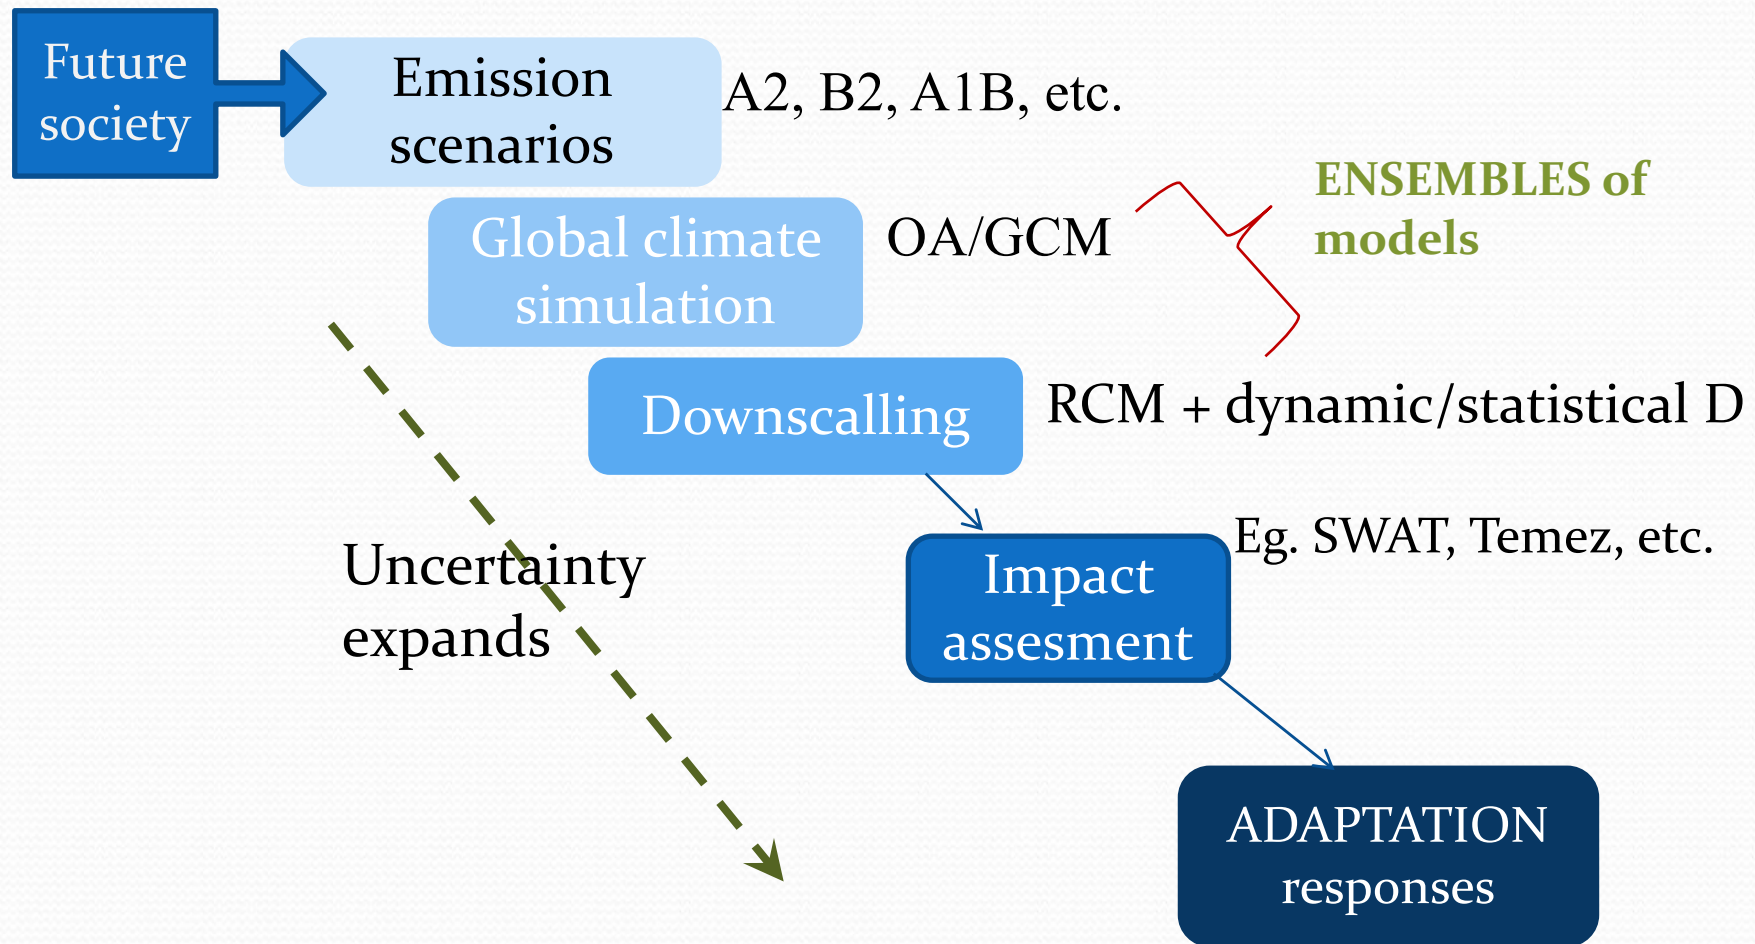 Future
society
Emission
scenarios
A2, B2, A1B, etc.
ENSEMBLES of
models
Global climate
simulation
OA/GCM
Downscalling
RCM + dynamic/statistical D
Eg. SWAT, Temez, etc.
Impact
assesment
Uncertainty
expands
ADAPTATION
responses